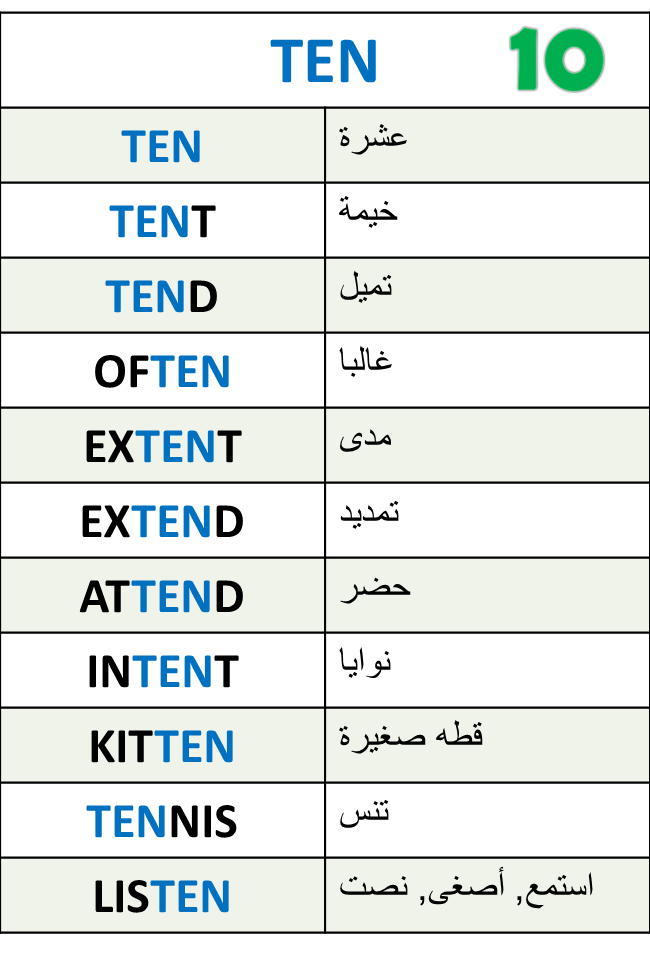 TEN 10
TEN عشرة
TENT خيمة
TEND تميل
OFTEN غالبا
EXTENT مدى
EXTEND تمديد
ATTEND حضر
INTENT نوايا
KITTEN قطه صغيرة
TENNIS تنس
LISTEN استمع, أصغى, نصت